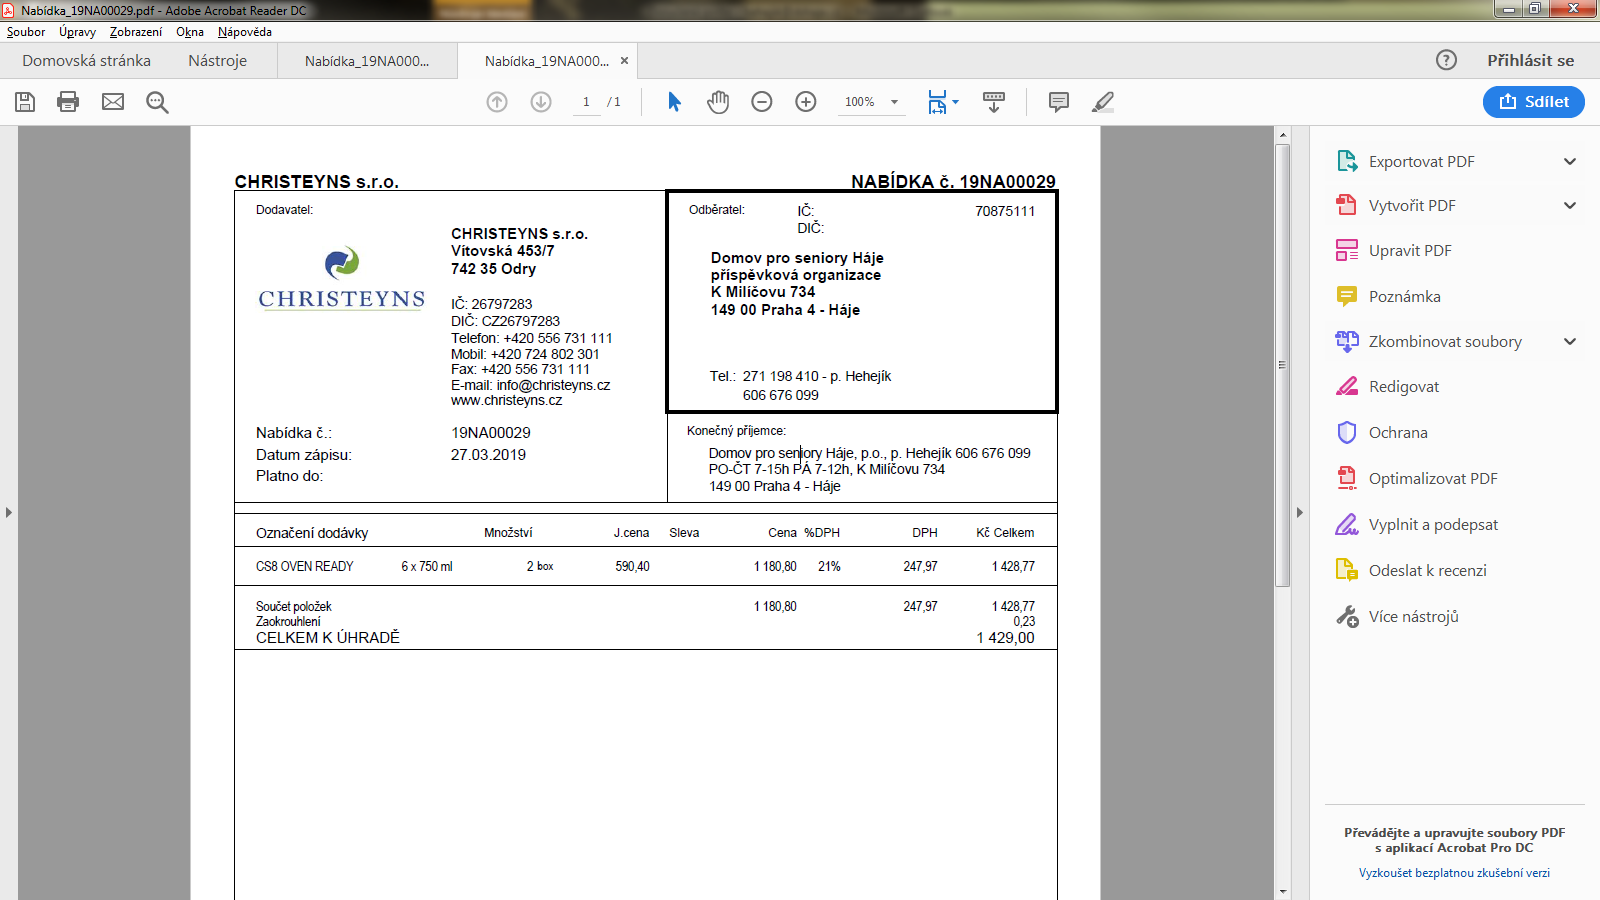 Nabídka_19NA00029.pdf - Adobe Acrobat Reader DC
Soubor Úpravy Zobrazení Okna Nápověda
Domovská stránka Nástroje Nabídka_19NA000... Nabídka_19NA000... × ? Přihlásit se
1 / 1 100% Sdílet
CHRISTEYNS s.r.o. NABÍDKA č. 19NA00029
Dodavatel:
CHRISTEYNS
CHRISTEYNS s.r.o.
Vítovská 453/7
742 35 Odry
IČ: 26797283
DIČ: CZ26797283
Telefon: +420 556 731 111
Mobil: +420 724 802 301
Fax: +420 556 731 111
E-mail: info@christeyns.cz
www.christeyns.cz
Nabídka č.: 19NA00029
Datum zápisu: 27.03.2019
Platno do:
Odběratel: IČ: 70875111
DIČ:
Domov pro seniory Háje
příspěvková organizace
K Milíčovu 734
149 00 Praha 4 - Háje
Tel.: 271 198 410 - p. Hehejík
606 676 099
Konečný příjemce:
Domov pro seniory Háje, p.o., p. Hehejík 606 676 099
PO-ČT 7-15h PÁ 7-12h, K Milíčovu 734
149 00 Praha 4 - Háje
Označení dodávky Množství J.cena Sleva Cena %DPH DPH Kč Celkem
CS8 OVEN READY 6 x 750 ml 2 box 590,40 1 180,80 21% 247,97 1 428,77
Součet položek 1 180,80 247,97 1 428,77
Zaokrouhlení 0,23
CELKEM K ÚHRADĚ 1 429,00
Exportovat PDF
Vytvořit PDF
Upravit PDF
Poznámka
Zkombinovat soubory
Redigovat
Ochrana
Optimalizovat PDF
Vyplnit a podepsat
Odeslat k recenzi
Více nástrojů
Převádějte a upravujte soubory PDF
s aplikací Acrobat Pro DC
Vyzkoušet bezplatnou zkušební verzi